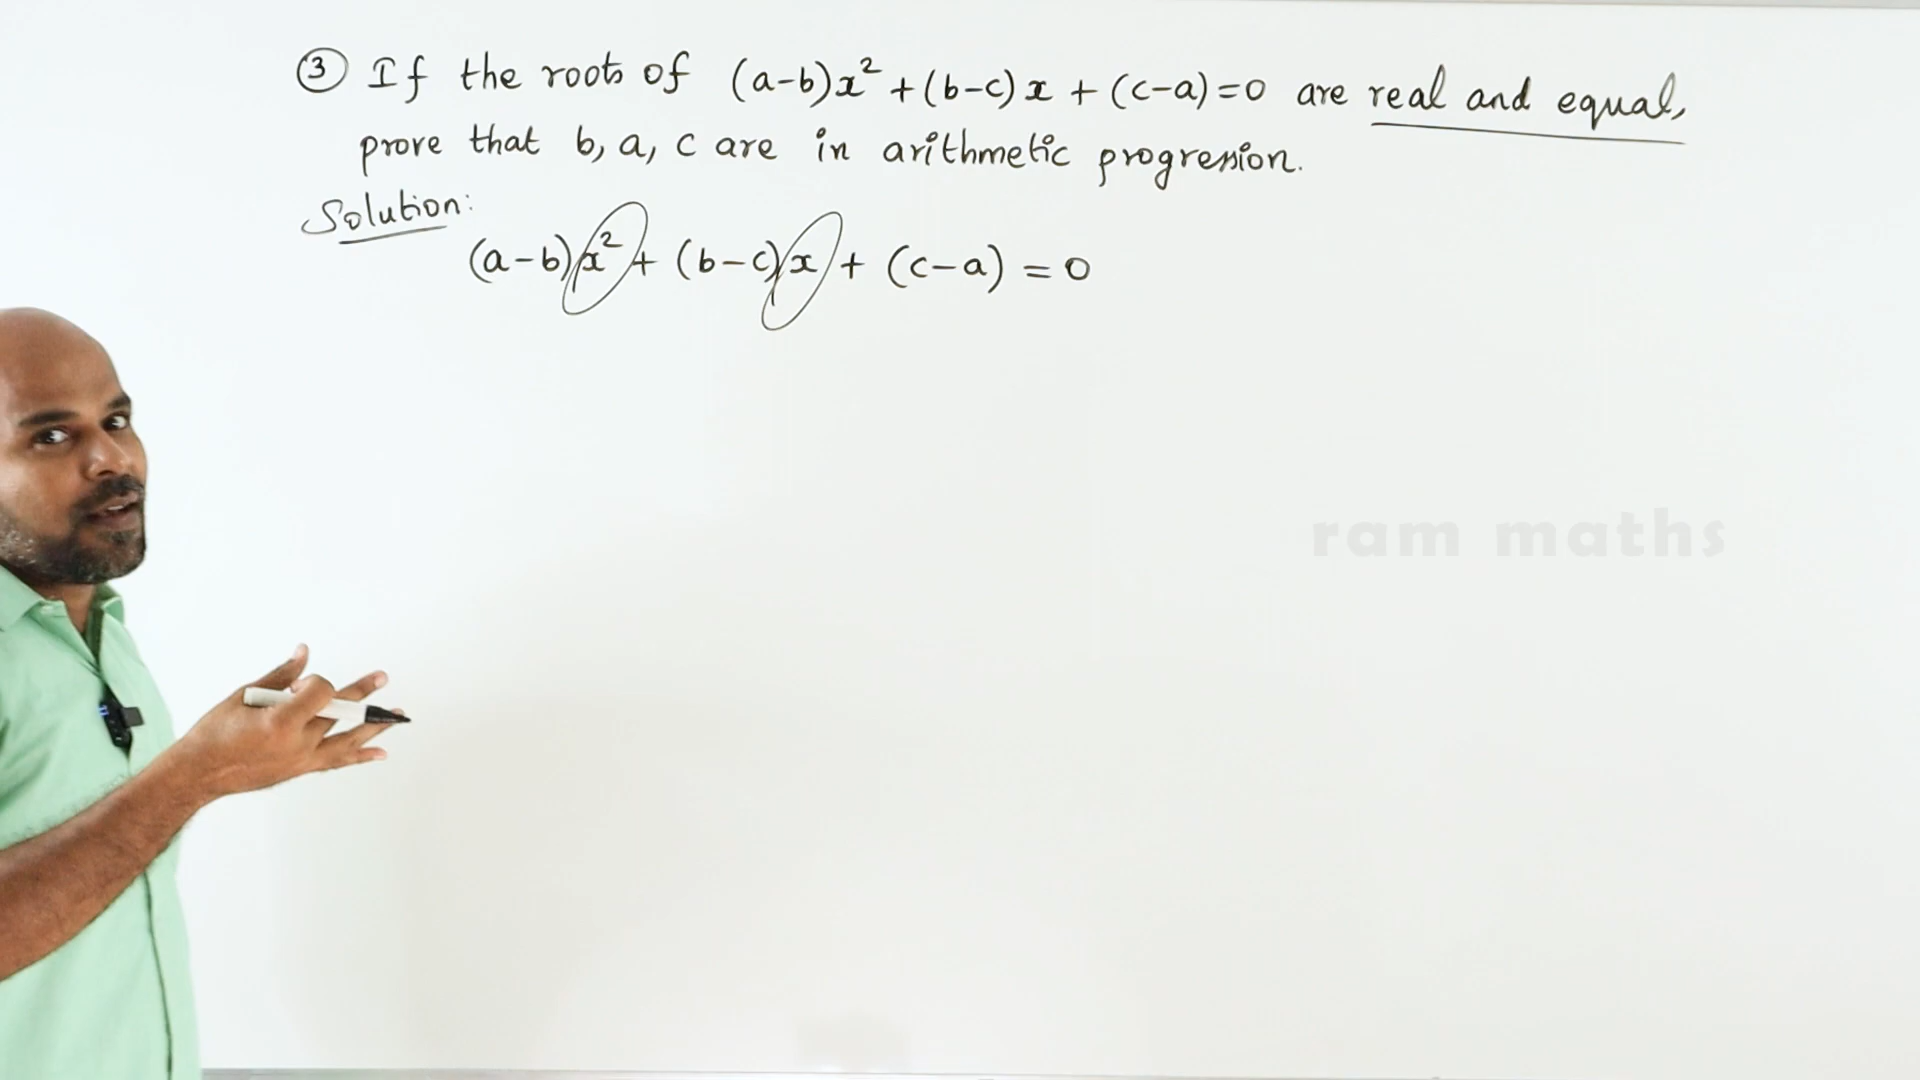 ③ If the roots of (a-b)x² + (b-c)x + (c-a)=0 are real and equal,
prove that b, a, c are in arithmetic progression.
Solution:
(a-b)x² + (b-c)x + (c-a) = 0
ram maths